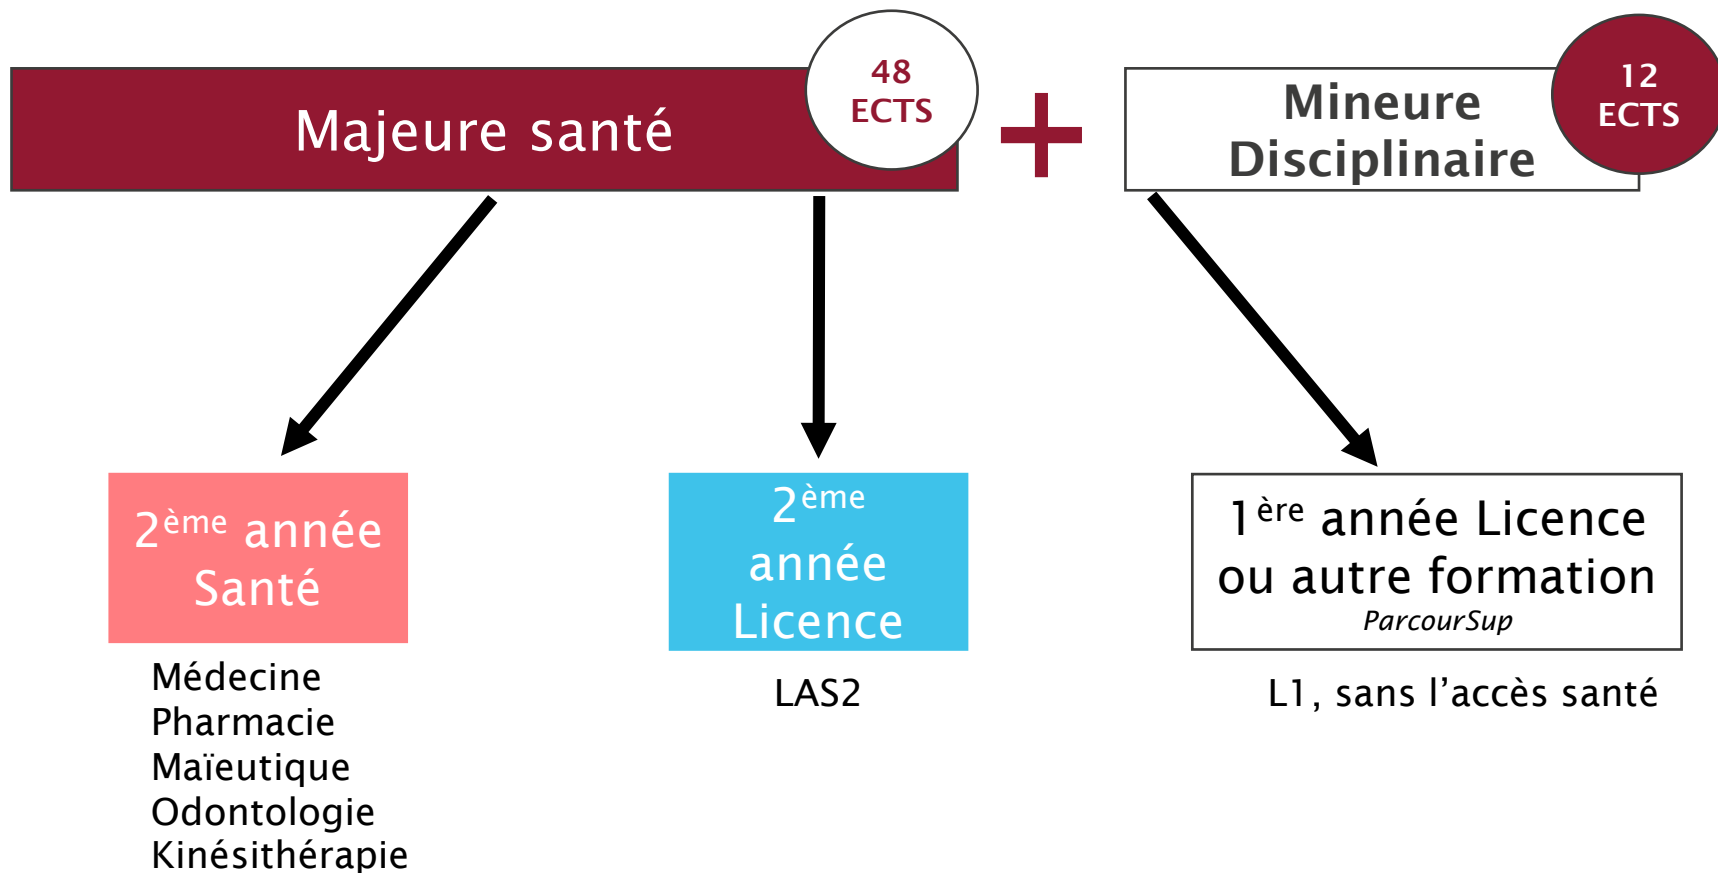 Majeure santé
48
ECTS
+
Mineure
Disciplinaire
12
ECTS
2ème année
Santé
Médecine
Pharmacie
Maïeutique
Odontologie
Kinésithérapie
2ème
année
Licence
LAS2
1ère année Licence
ou autre formation
ParcourSup
L1, sans l’accès santé